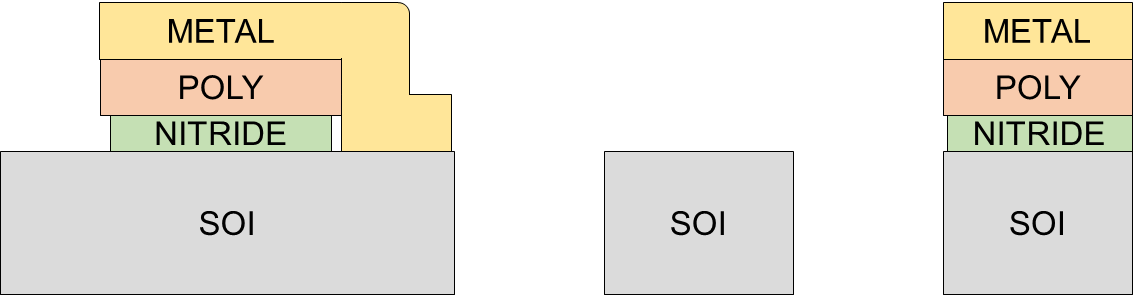 METAL
METAL
POLY
POLY
NITRIDE
NITRIDE
SOI
SOI
SOI